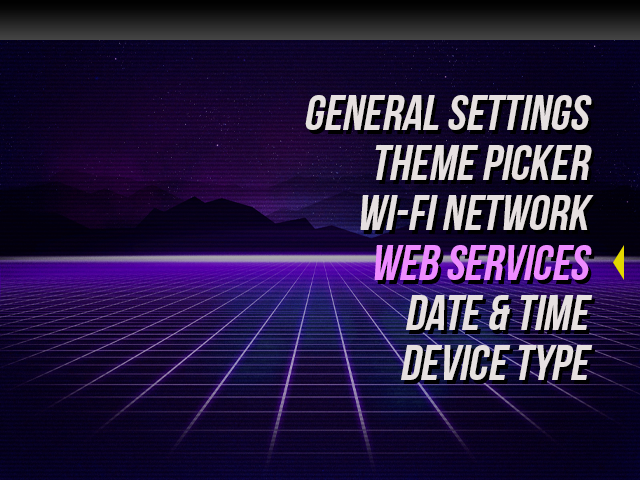 GENERAL SETTINGS
THEME PICKER
WI-FI NETWORK
WEB SERVICES
DATE & TIME
DEVICE TYPE